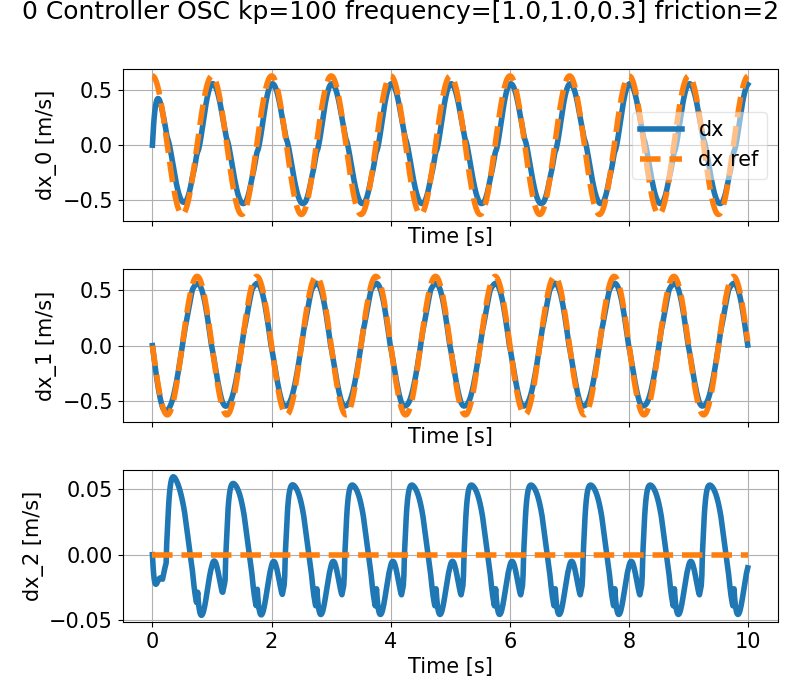 0 Controller OSC kp=100 frequency=[1.0,1.0,0.3] friction=2
dx_0 [m/s]
0.5
0.0
−0.5
dx
dx ref
Time [s]
dx_1 [m/s]
0.5
0.0
−0.5
Time [s]
dx_2 [m/s]
0.05
0.00
−0.05
0 2 4 6 8 10
Time [s]